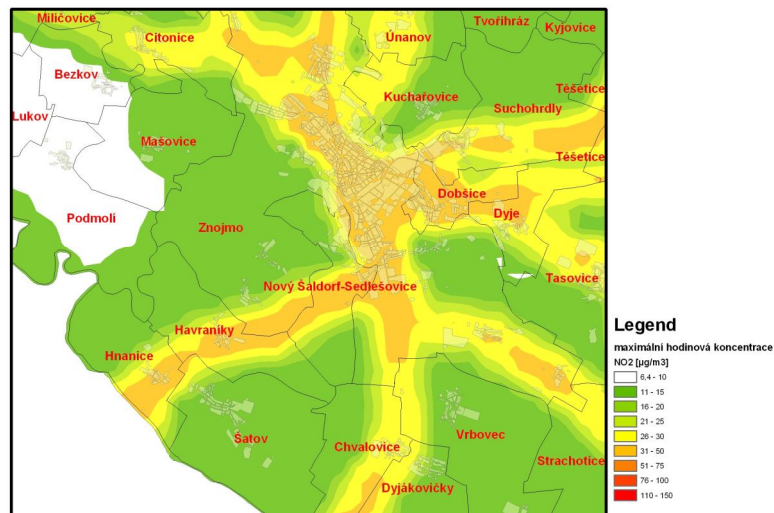 Miličovice
Citonice
Únanov
Tvořihráz
Kyjovice
Bezkov
Kuchařovice
Těšetice
Suchohrdly
Lukov
Mašovice
Těšetice
Dobšice
Podmolí
Znojmo
Dyje
Tasovice
Nový Šaldorf-Sedlešovice
Havraníky
Hnanice
Šatov
Chvalovice
Vrbovec
Strachotice
Dyjákovičky
Legend
maximální hodinová koncentrace
NO2 [µg/m3]
6,4 - 10
11 - 15
16 - 20
21 - 25
26 - 30
31 - 50
51 - 75
76 - 100
110 - 150